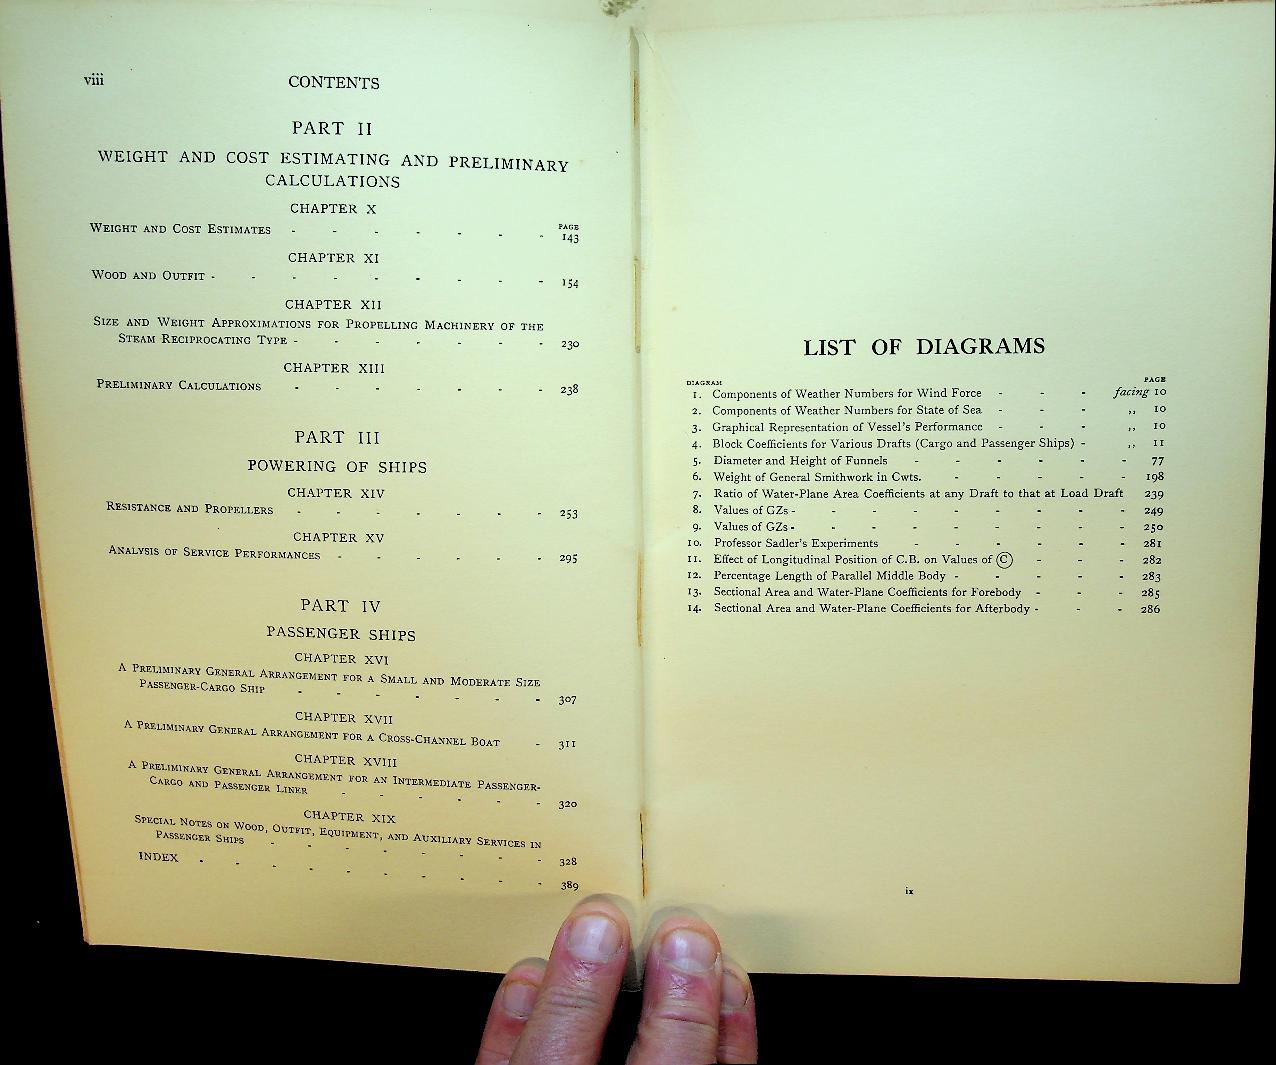 viii CONTENTS
PART II
WEIGHT AND COST ESTIMATING AND PRELIMINARY
CALCULATIONS
CHAPTER X
PAGE
WEIGHT AND COST ESTIMATES - - - - - - - 143
CHAPTER XI
WOOD AND OUTFIT - - - - - - - - - 154
CHAPTER XII
SIZE AND WEIGHT APPROXIMATIONS FOR PROPELLING MACHINERY OF THE
STEAM RECIPROCATING TYPE - - - - - - - 230
CHAPTER XIII
PRELIMINARY CALCULATIONS - - - - - - - 238
PART III
POWERING OF SHIPS
CHAPTER XIV
RESISTANCE AND PROPELLERS - - - - - - - 253
CHAPTER XV
ANALYSIS OF SERVICE PERFORMANCES - - - - - 295
PART IV
PASSENGER SHIPS
CHAPTER XVI
A PRELIMINARY GENERAL ARRANGEMENT FOR A SMALL AND MODERATE SIZE
PASSENGER-CARGO SHIP - - - - - - - 307
CHAPTER XVII
A PRELIMINARY GENERAL ARRANGEMENT FOR A CROSS-CHANNEL BOAT - 311
CHAPTER XVIII
A PRELIMINARY GENERAL ARRANGEMENT FOR AN INTERMEDIATE PASSENGER-
CARGO AND PASSENGER LINER - - - - - - 320
CHAPTER XIX
SPECIAL NOTES ON WOOD, OUTFIT, EQUIPMENT, AND AUXILIARY SERVICES IN
PASSENGER SHIPS - - - - - - - - 328
INDEX - - - - - - - - - 389
LIST OF DIAGRAMS
DIAGRAM PAGE
1. Components of Weather Numbers for Wind Force - - - facing 10
2. Components of Weather Numbers for State of Sea - - - ,, 10
3. Graphical Representation of Vessel's Performance - - - ,, 10
4. Block Coefficients for Various Drafts (Cargo and Passenger Ships) - ,, 11
5. Diameter and Height of Funnels - - - - - - 77
6. Weight of General Smithwork in Cwts. - - - - - 198
7. Ratio of Water-Plane Area Coefficients at any Draft to that at Load Draft 239
8. Values of GZs - - - - - - - - - 249
9. Values of GZs - - - - - - - - - 250
10. Professor Sadler's Experiments - - - - - - 281
11. Effect of Longitudinal Position of C.B. on Values of Ⓒ - - - 282
12. Percentage Length of Parallel Middle Body - - - - - 283
13. Sectional Area and Water-Plane Coefficients for Forebody - - - 285
14. Sectional Area and Water-Plane Coefficients for Afterbody - - - 286
ix